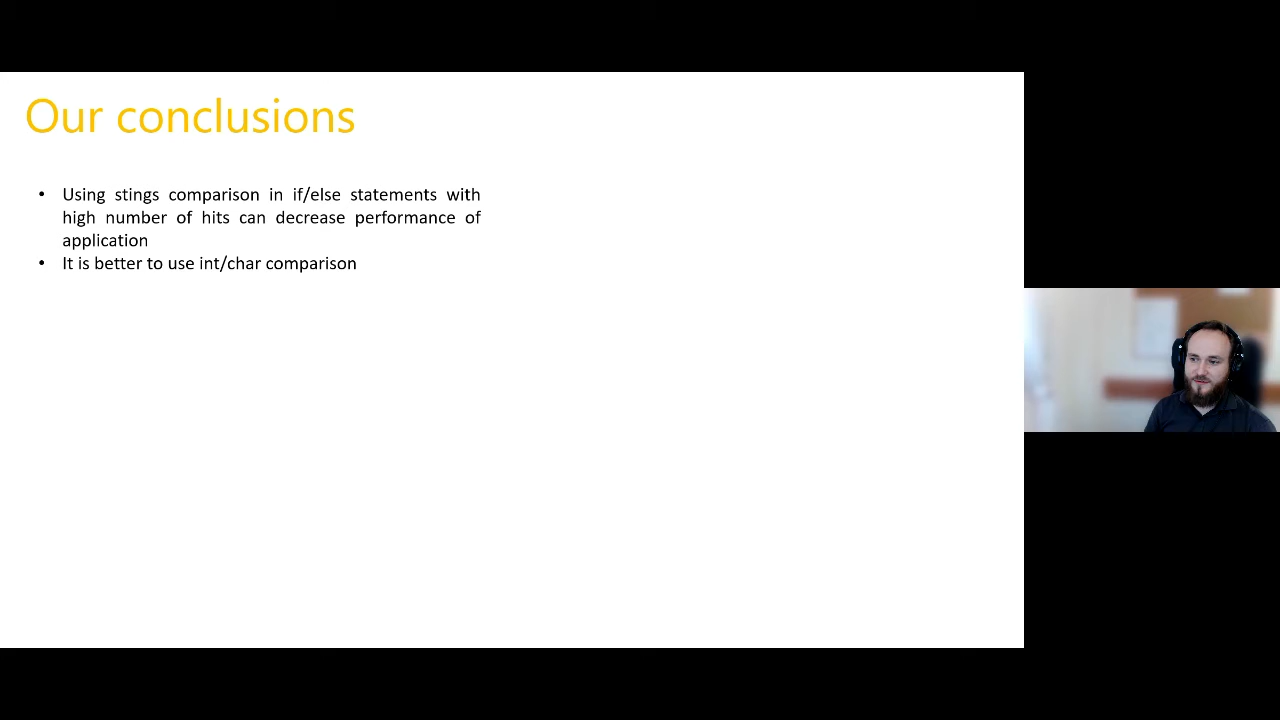 Our conclusions
• Using stings comparison in if/else statements with
high number of hits can decrease performance of
application
• It is better to use int/char comparison